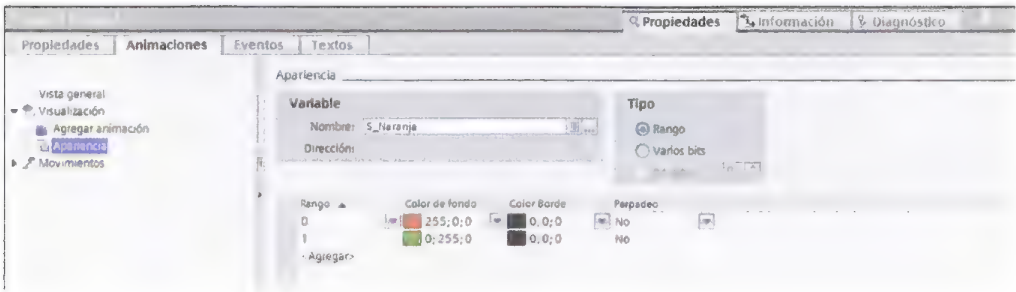 Propiedades Información Diagnóstico
Propiedades Animaciones Eventos Textos
Apariencia
Vista general
Visualización
Agregar animación
Apariencia
Movimientos
Variable
Nombre: S_Naranja
Dirección:
Tipo
Rango
Varios bits
Rango Color de fondo Color Borde Parpadeo
0 255;0;0 0;0;0 No
1 0;255;0 0;0;0 No
<Agregar>